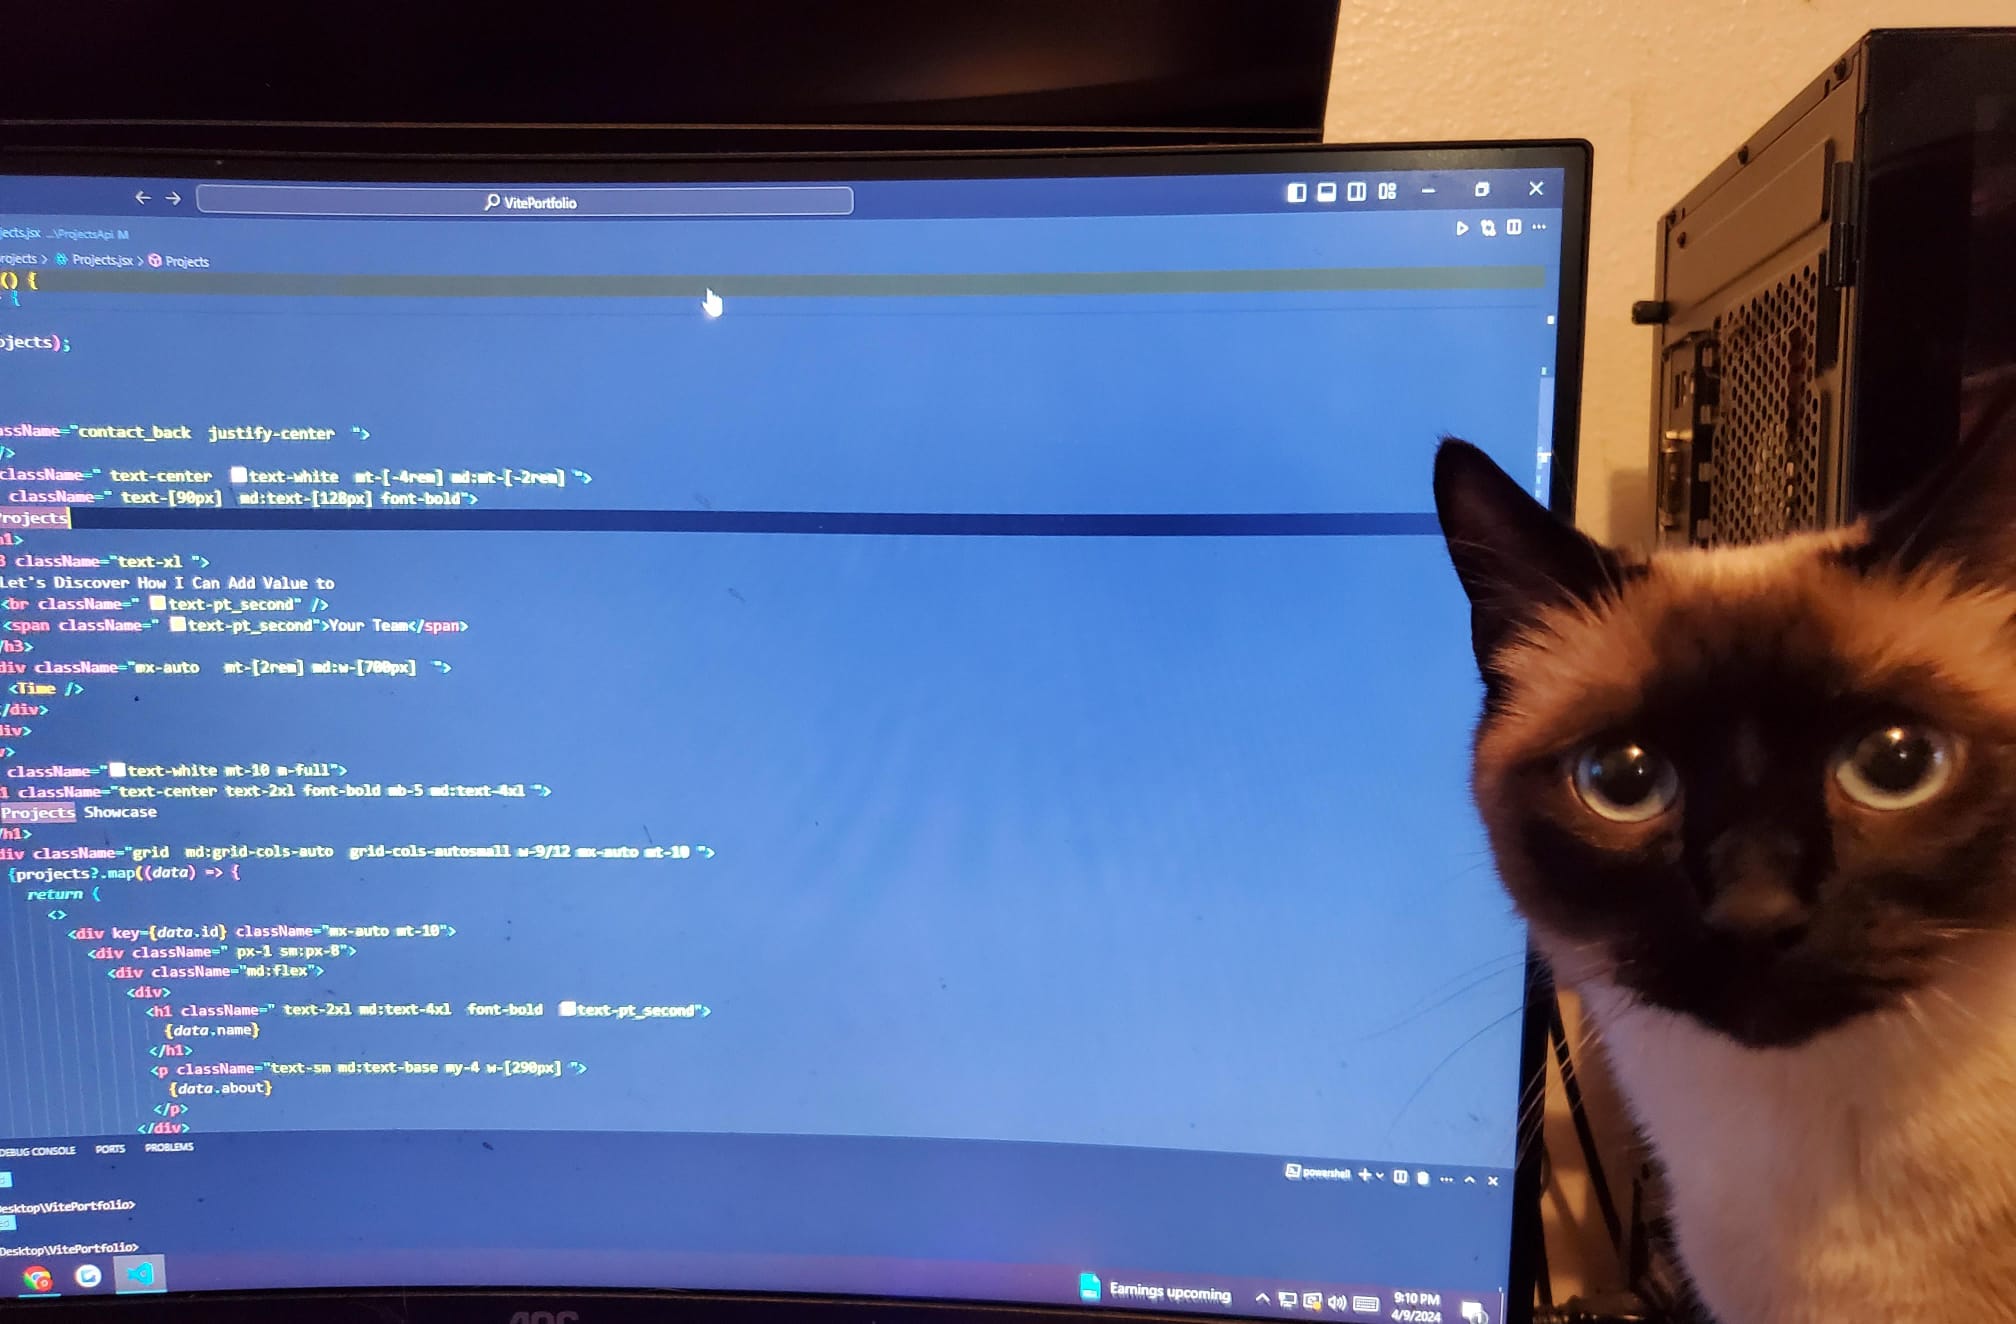 VitePortfolio
ects.jsx ...\ProjectsApi M
rojects > Projects.jsx > Projects
() {
{
ojects);
assName="contact_back justify-center ">
/>
className=" text-center text-white mt-[-4rem] md:mt-[-2rem] ">
className=" text-[90px] md:text-[128px] font-bold">
Projects
h1>
3 className="text-xl ">
Let's Discover How I Can Add Value to
<br className=" text-pt_second" />
<span className=" text-pt_second">Your Team</span>
/h3>
div className="mx-auto mt-[2rem] md:w-[700px] ">
<Time />
</div>
div>
v>
className="text-white mt-10 m-full">
1 className="text-center text-2xl font-bold mb-5 md:text-4xl ">
Projects Showcase
/h1>
div className="grid md:grid-cols-auto grid-cols-autosmall w-9/12 mx-auto mt-10 ">
{projects?.map((data) => {
return (
<>
<div key={data.id} className="mx-auto mt-10">
<div className=" px-1 sm:px-8">
<div className="md:flex">
<div>
<h1 className=" text-2xl md:text-4xl font-bold text-pt_second">
{data.name}
</h1>
<p className="text-sm md:text-base my-4 w-[290px] ">
{data.about}
</p>
</div>
DEBUG CONSOLE PORTS PROBLEMS
powershell
Desktop\VitePortfolio>
Desktop\VitePortfolio>
Earnings upcoming
9:10 PM
4/9/2024
AOC